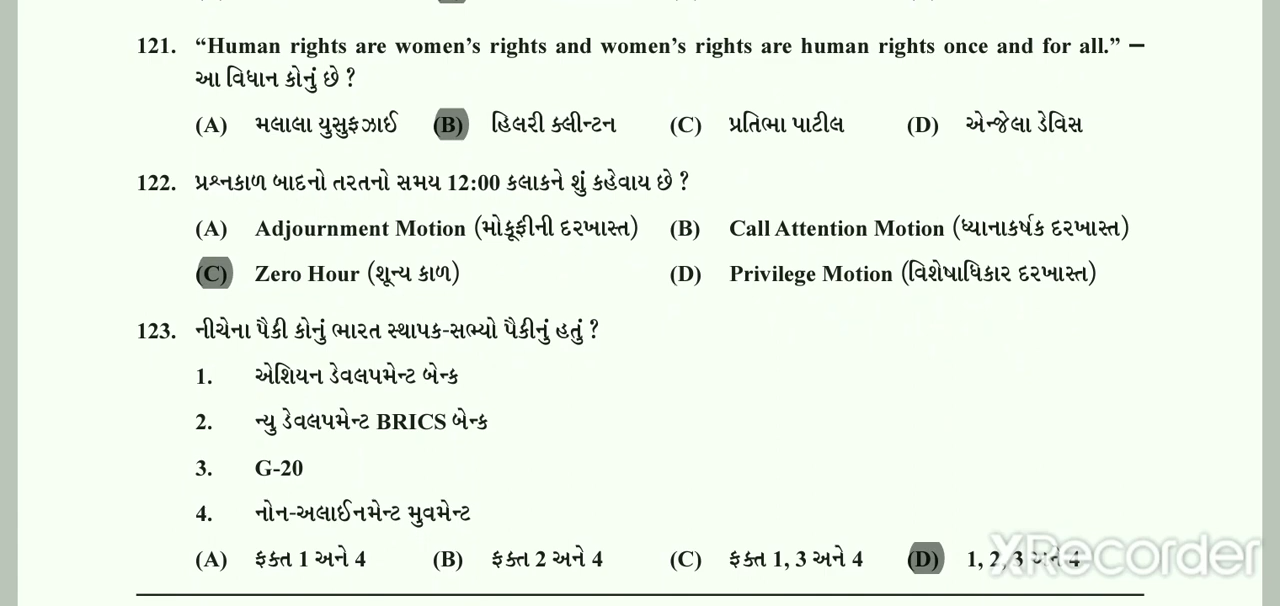 121. “Human rights are women’s rights and women’s rights are human rights once and for all.” –
આ વિધાન કોનું છે ?
(A) મલાલા યુસુફઝાઈ (B) હિલરી ક્લીન્ટન (C) પ્રતિભા પાટીલ (D) એન્જેલા ડેવિસ
122. પ્રશ્નકાળ બાદનો તરતનો સમય 12:00 કલાકને શું કહેવાય છે ?
(A) Adjournment Motion (મોકૂફીની દરખાસ્ત) (B) Call Attention Motion (ધ્યાનાકર્ષક દરખાસ્ત)
(C) Zero Hour (શૂન્ય કાળ) (D) Privilege Motion (વિશેષાધિકાર દરખાસ્ત)
123. નીચેના પૈકી કોનું ભારત સ્થાપક-સભ્યો પૈકીનું હતું ?
1. એશિયન ડેવલપમેન્ટ બેન્ક
2. ન્યુ ડેવલપમેન્ટ BRICS બેન્ક
3. G-20
4. નોન-અલાઈનમેન્ટ મુવમેન્ટ
(A) ફક્ત 1 અને 4 (B) ફક્ત 2 અને 4 (C) ફક્ત 1, 3 અને 4 (D) 1, 2, 3 અને 4
XRecorder